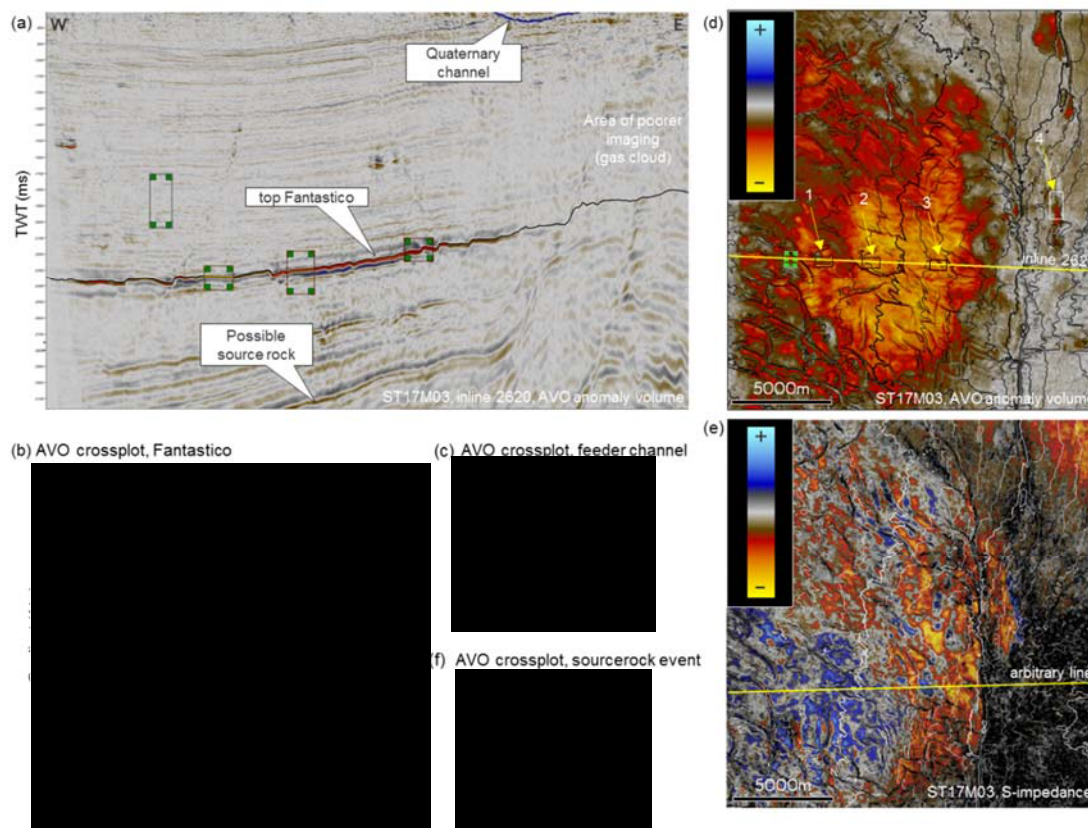 (a)
W
E
Quaternary
channel
Area of poorer
imaging
(gas cloud)
TWT (ms)
top Fantastico
Possible
source rock
ST17M03, inline 2620, AVO anomaly volume
(d)
+
−
1
2
3
4
inline 262
5000m
ST17M03, AVO anomaly volume
(b) AVO crossplot, Fantastico
(c) AVO crossplot, feeder channel
(f) AVO crossplot, sourcerock event
(e)
+
−
arbitrary line
5000m
ST17M03, S-impedance